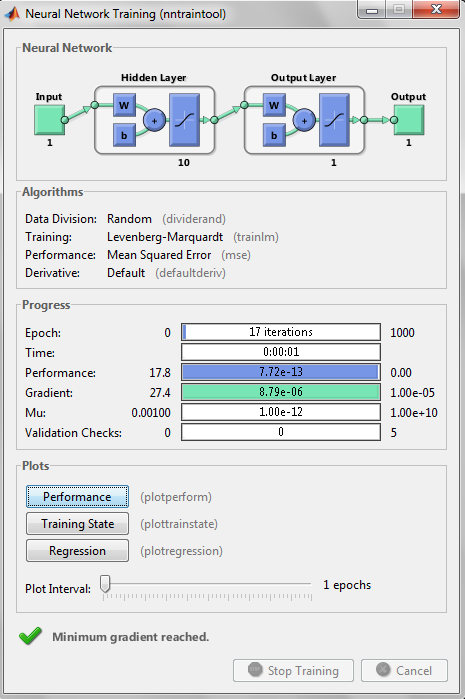 Neural Network Training (nntraintool)
Neural Network
Hidden Layer Output Layer
Input Output
W W
b + b +
1 10 1 1
Algorithms
Data Division: Random (dividerand)
Training: Levenberg-Marquardt (trainlm)
Performance: Mean Squared Error (mse)
Derivative: Default (defaultderiv)
Progress
Epoch: 0 17 iterations 1000
Time: 0:00:01
Performance: 17.8 7.72e-13 0.00
Gradient: 27.4 8.79e-06 1.00e-05
Mu: 0.00100 1.00e-12 1.00e+10
Validation Checks: 0 0 5
Plots
Performance (plotperform)
Training State (plottrainstate)
Regression (plotregression)
Plot Interval: 1 epochs
Minimum gradient reached.
Stop Training Cancel